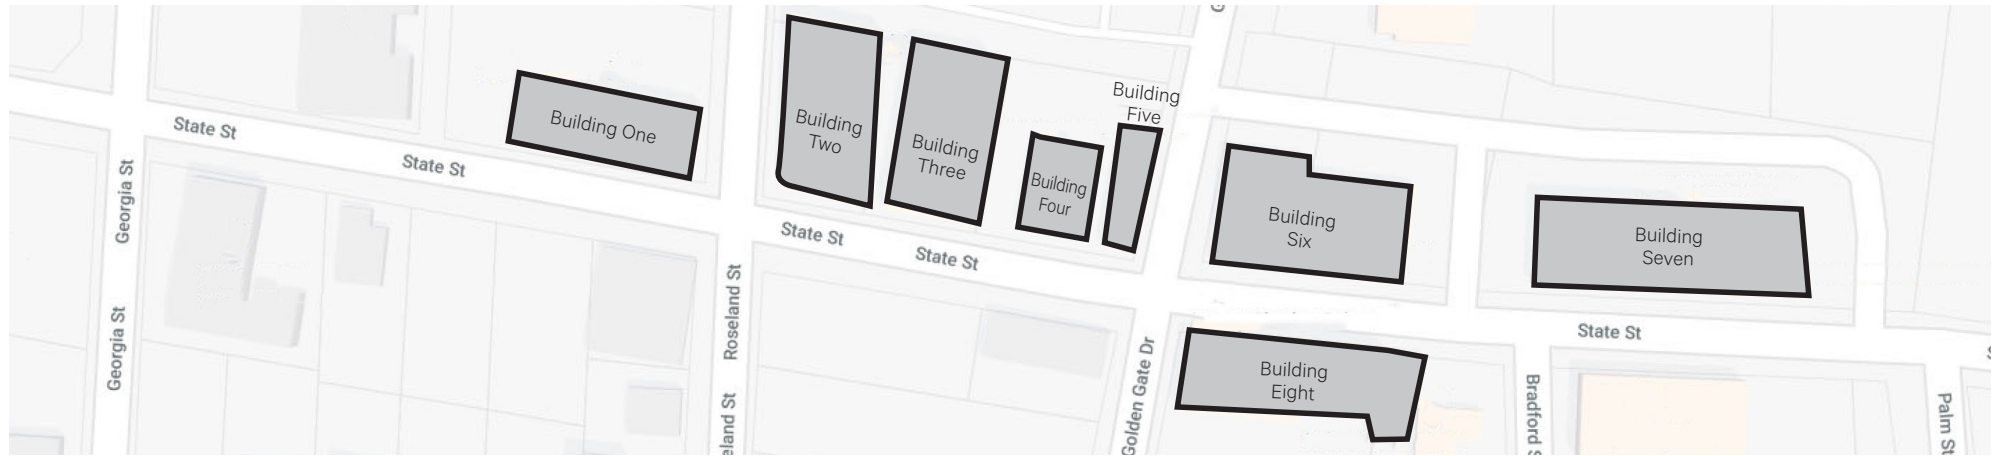 State St
State St
Building One
Building
Two
Building
Three
Building
Four
Building
Five
Building
Six
Building
Seven
Building
Eight
State St
State St
State St
Georgia St
Georgia St
Roseland St
eland St
Golden Gate Dr
Bradford S
Palm St